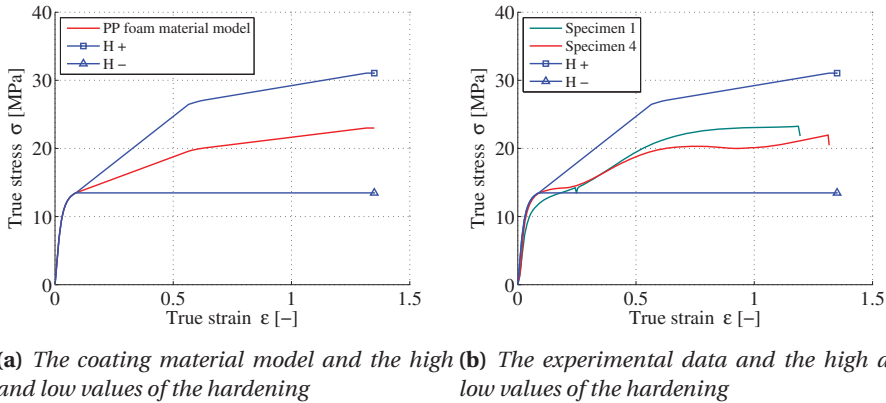 PP foam material model
H +
H −
40
30
20
10
0
True stress σ [MPa]
0
0.5
1
1.5
True strain ε [−]
Specimen 1
Specimen 4
H +
H −
40
30
20
10
0
True stress σ [MPa]
0
0.5
1
1.5
True strain ε [−]
(a) The coating material model and the high
and low values of the hardening
(b) The experimental data and the high a
low values of the hardening